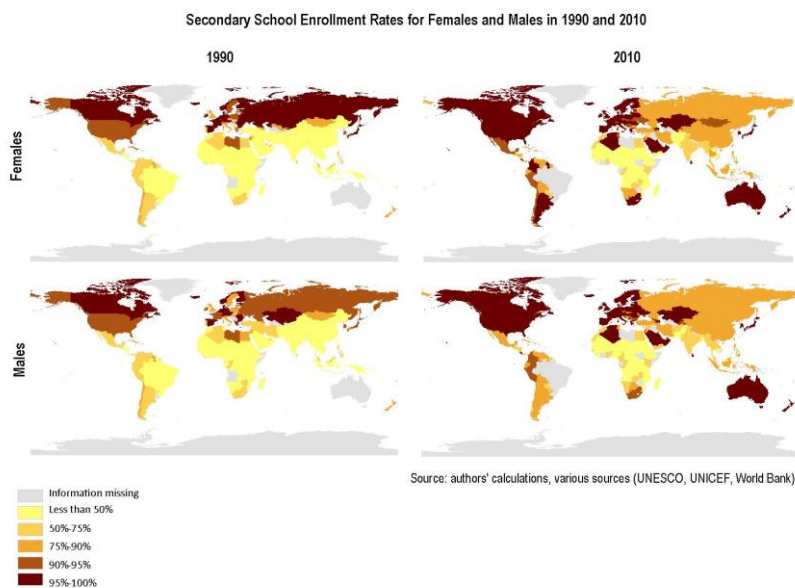 Secondary School Enrollment Rates for Females and Males in 1990 and 2010
1990
2010
Females
Males
Source: authors' calculations, various sources (UNESCO, UNICEF, World Bank)
Information missing
Less than 50%
50%-75%
75%-90%
90%-95%
95%-100%